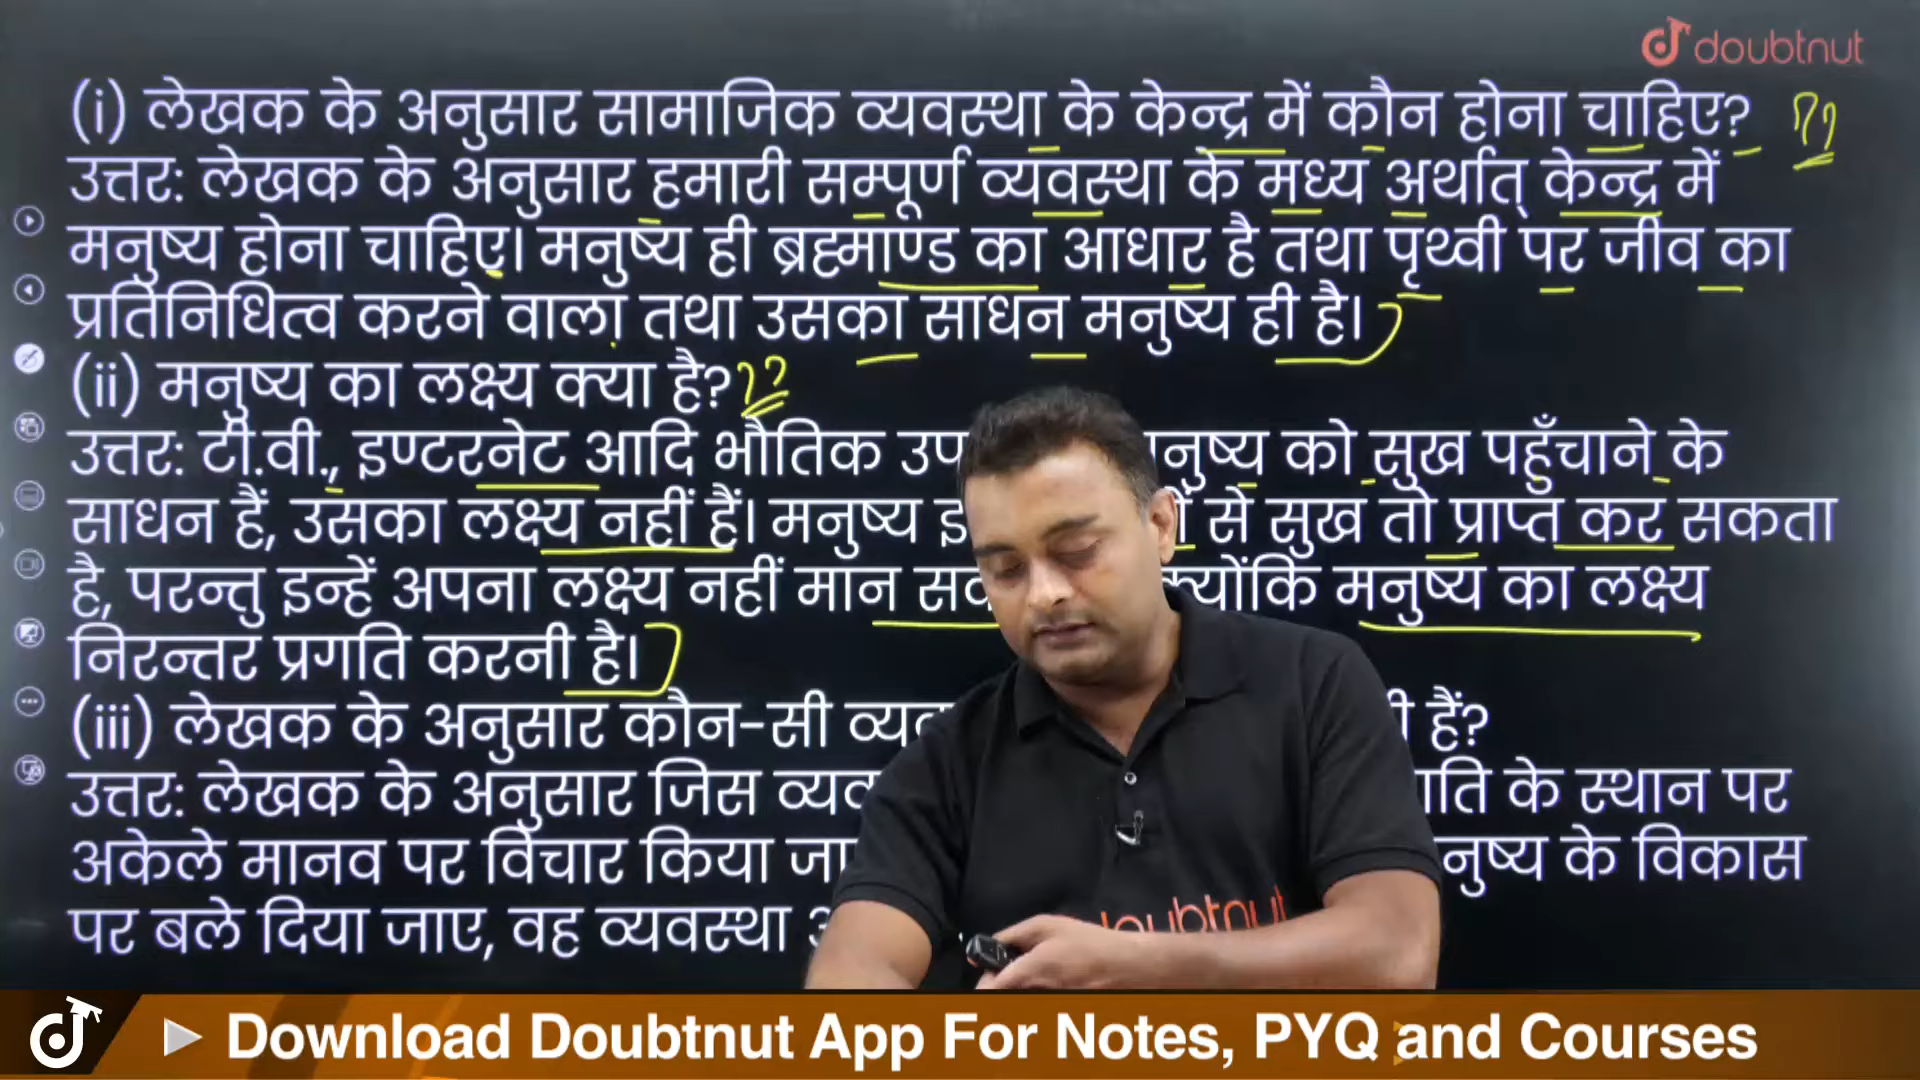 doubtnut
(i) लेखक के अनुसार सामाजिक व्यवस्था के केन्द्र में कौन होना चाहिए?
उत्तर: लेखक के अनुसार हमारी सम्पूर्ण व्यवस्था के मध्य अर्थात् केन्द्र में
मनुष्य होना चाहिए। मनुष्य ही ब्रह्माण्ड का आधार है तथा पृथ्वी पर जीव का
प्रतिनिधित्व करने वाला तथा उसका साधन मनुष्य ही है।
(ii) मनुष्य का लक्ष्य क्या है?
उत्तर: टी.वी., इण्टरनेट आदि भौतिक को सुख पहुँचाने के
साधन हैं, उसका लक्ष्य नहीं हैं। मनुष्य से सुख तो प्राप्त कर सकता
है, परन्तु इन्हें अपना लक्ष्य नहीं मान मनुष्य का लक्ष्य
निरन्तर प्रगति करनी है।
(iii) लेखक के अनुसार कौन-सी हैं?
उत्तर: लेखक के अनुसार जिस के स्थान पर
अकेले मानव पर विचार किया के विकास
पर बले दिया जाए, वह व्यवस्था
doubtnut
Download Doubtnut App For Notes, PYQ and Courses